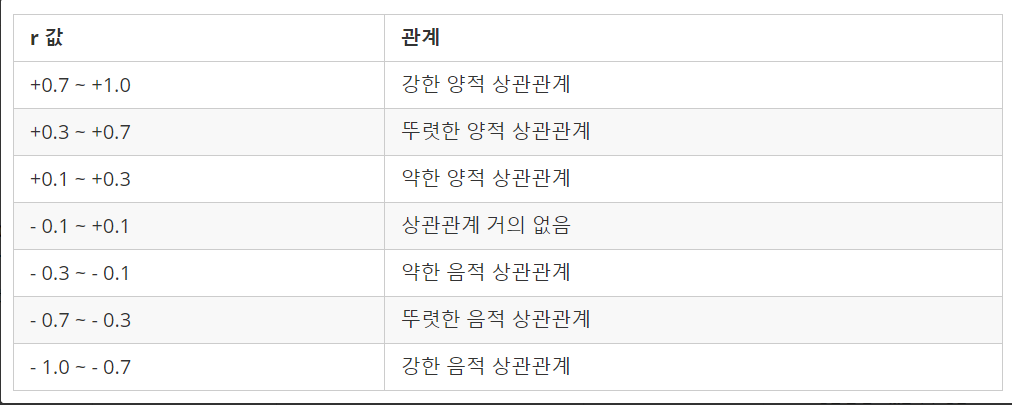 r 값 관계
+0.7 ~ +1.0 강한 양적 상관관계
+0.3 ~ +0.7 뚜렷한 양적 상관관계
+0.1 ~ +0.3 약한 양적 상관관계
- 0.1 ~ +0.1 상관관계 거의 없음
- 0.3 ~ - 0.1 약한 음적 상관관계
- 0.7 ~ - 0.3 뚜렷한 음적 상관관계
- 1.0 ~ - 0.7 강한 음적 상관관계